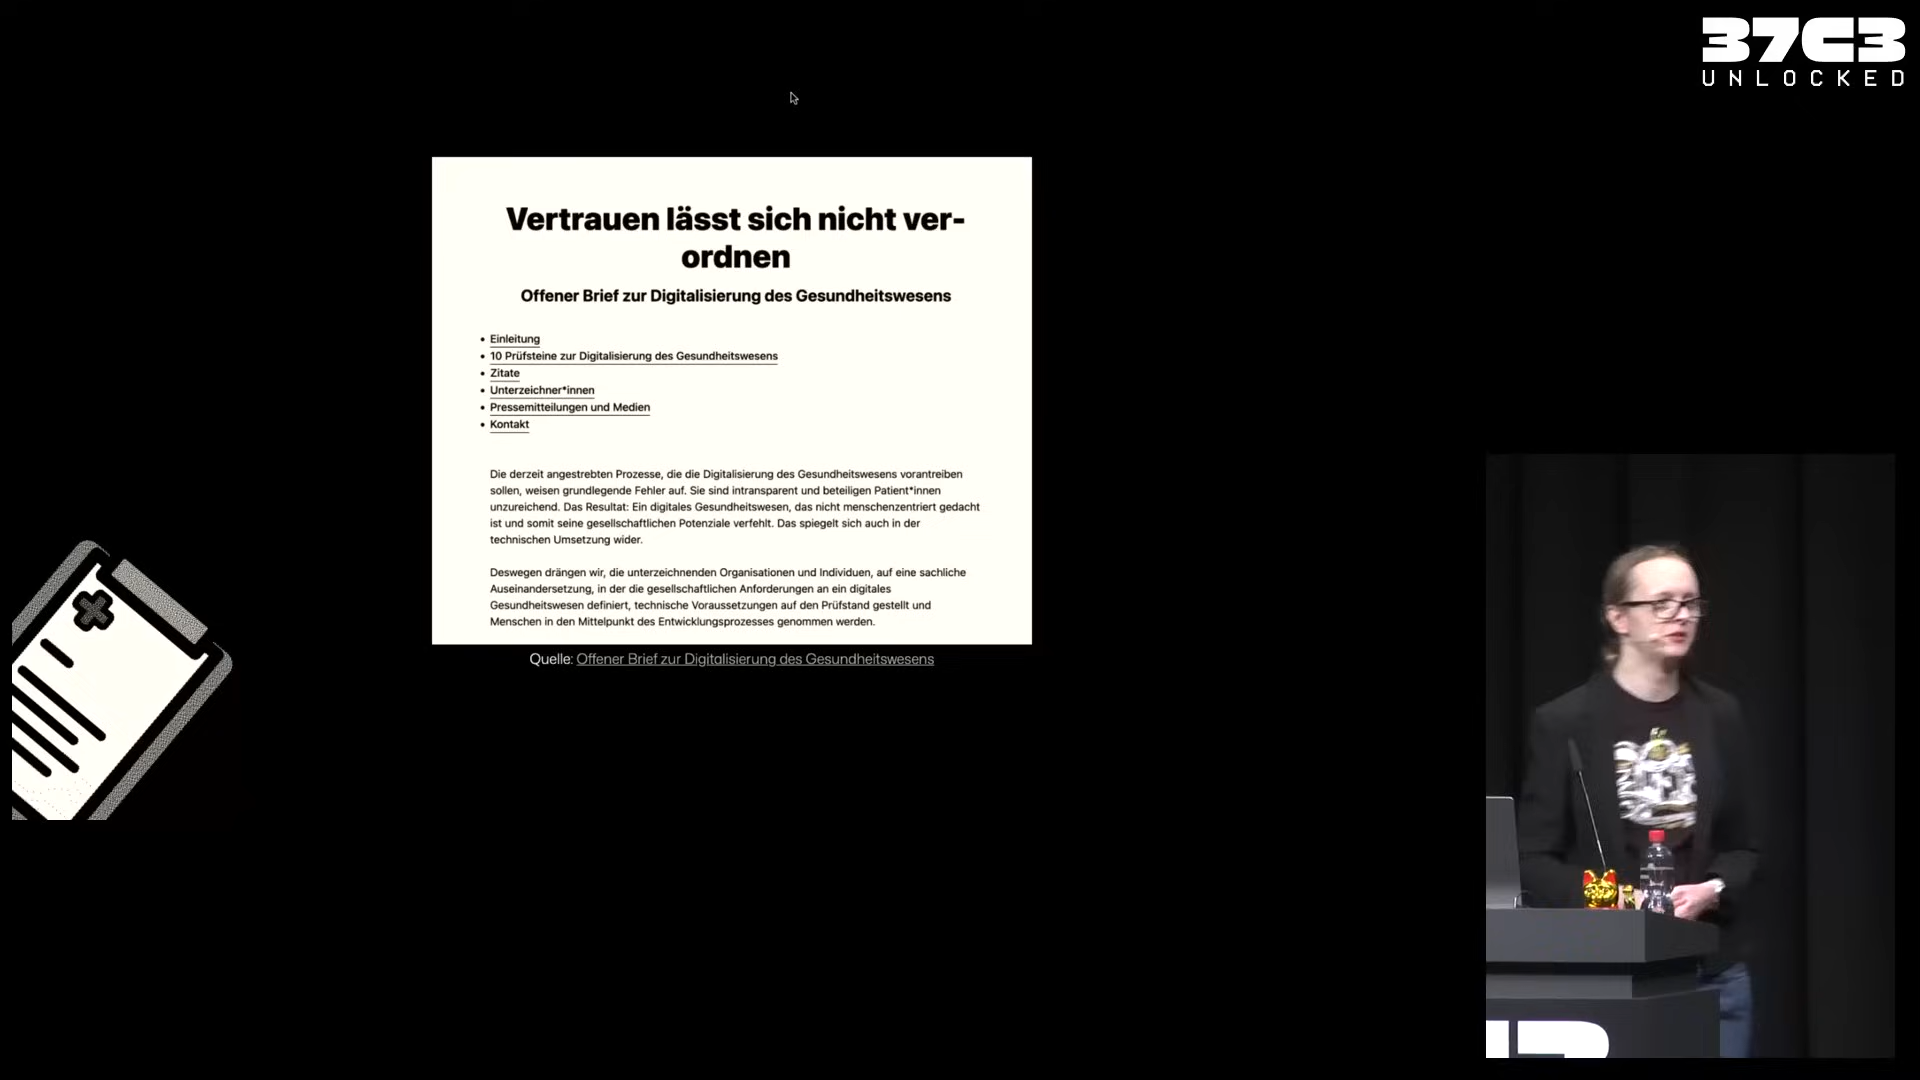 37C3
UNLOCKED
Vertrauen lässt sich nicht ver-
ordnen
Offener Brief zur Digitalisierung des Gesundheitswesens
• Einleitung
• 10 Prüfsteine zur Digitalisierung des Gesundheitswesens
• Zitate
• Unterzeichner*innen
• Pressemitteilungen und Medien
• Kontakt
Die derzeit angestrebten Prozesse, die die Digitalisierung des Gesundheitswesens vorantreiben
sollen, weisen grundlegende Fehler auf. Sie sind intransparent und beteiligen Patient*innen
unzureichend. Das Resultat: Ein digitales Gesundheitswesen, das nicht menschenzentriert gedacht
ist und somit seine gesellschaftlichen Potenziale verfehlt. Das spiegelt sich auch in der
technischen Umsetzung wider.
Deswegen drängen wir, die unterzeichnenden Organisationen und Individuen, auf eine sachliche
Auseinandersetzung, in der die gesellschaftlichen Anforderungen an ein digitales
Gesundheitswesen definiert, technische Voraussetzungen auf den Prüfstand gestellt und
Menschen in den Mittelpunkt des Entwicklungsprozesses genommen werden.
Quelle: Offener Brief zur Digitalisierung des Gesundheitswesens